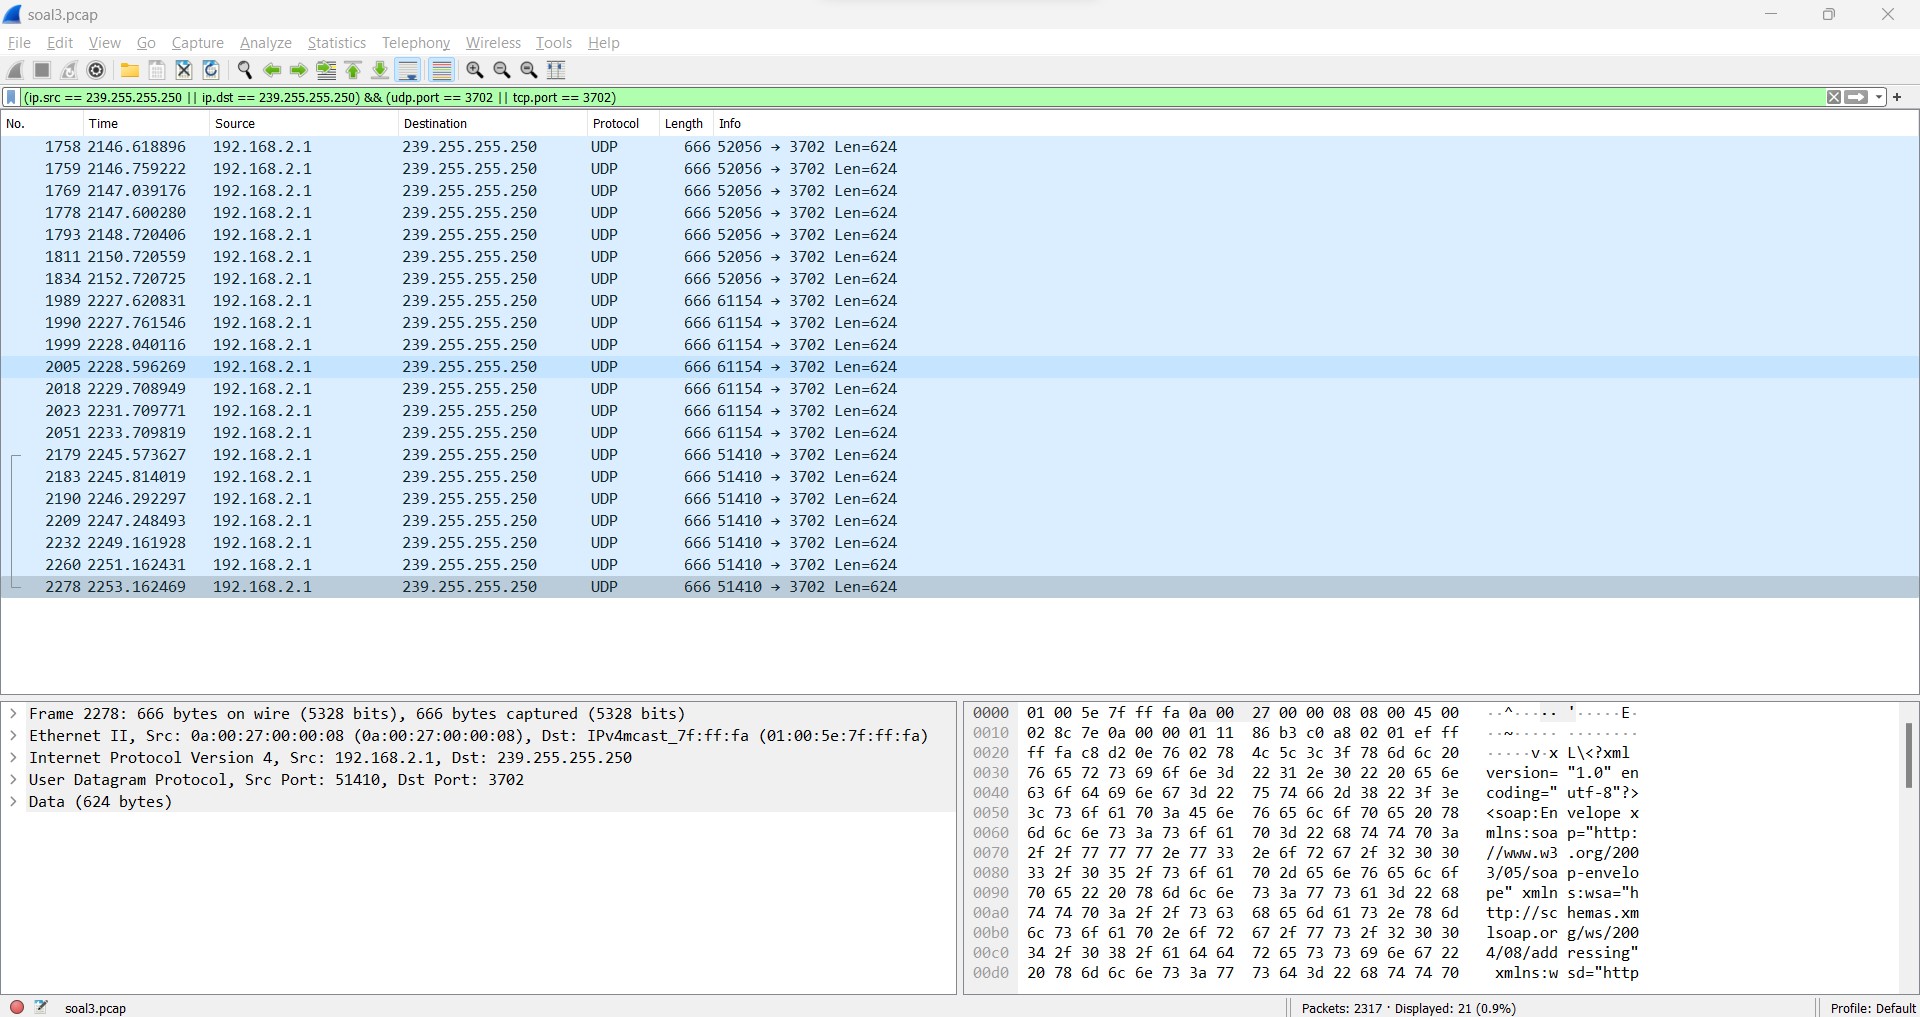 soal3.pcap
File Edit View Go Capture Analyze Statistics Telephony Wireless Tools Help
(ip.src == 239.255.255.250 || ip.dst == 239.255.255.250) && (udp.port == 3702 || tcp.port == 3702)
No. Time Source Destination Protocol Length Info
1758 2146.618896 192.168.2.1 239.255.255.250 UDP 666 52056 → 3702 Len=624
1759 2146.759222 192.168.2.1 239.255.255.250 UDP 666 52056 → 3702 Len=624
1769 2147.039176 192.168.2.1 239.255.255.250 UDP 666 52056 → 3702 Len=624
1778 2147.600280 192.168.2.1 239.255.255.250 UDP 666 52056 → 3702 Len=624
1793 2148.720406 192.168.2.1 239.255.255.250 UDP 666 52056 → 3702 Len=624
1811 2150.720559 192.168.2.1 239.255.255.250 UDP 666 52056 → 3702 Len=624
1834 2152.720725 192.168.2.1 239.255.255.250 UDP 666 52056 → 3702 Len=624
1989 2227.620831 192.168.2.1 239.255.255.250 UDP 666 61154 → 3702 Len=624
1990 2227.761546 192.168.2.1 239.255.255.250 UDP 666 61154 → 3702 Len=624
1999 2228.040116 192.168.2.1 239.255.255.250 UDP 666 61154 → 3702 Len=624
2005 2228.596269 192.168.2.1 239.255.255.250 UDP 666 61154 → 3702 Len=624
2018 2229.708949 192.168.2.1 239.255.255.250 UDP 666 61154 → 3702 Len=624
2023 2231.709771 192.168.2.1 239.255.255.250 UDP 666 61154 → 3702 Len=624
2051 2233.709819 192.168.2.1 239.255.255.250 UDP 666 61154 → 3702 Len=624
2179 2245.573627 192.168.2.1 239.255.255.250 UDP 666 51410 → 3702 Len=624
2183 2245.814019 192.168.2.1 239.255.255.250 UDP 666 51410 → 3702 Len=624
2190 2246.292297 192.168.2.1 239.255.255.250 UDP 666 51410 → 3702 Len=624
2209 2247.248493 192.168.2.1 239.255.255.250 UDP 666 51410 → 3702 Len=624
2232 2249.161928 192.168.2.1 239.255.255.250 UDP 666 51410 → 3702 Len=624
2260 2251.162431 192.168.2.1 239.255.255.250 UDP 666 51410 → 3702 Len=624
2278 2253.162469 192.168.2.1 239.255.255.250 UDP 666 51410 → 3702 Len=624
Frame 2278: 666 bytes on wire (5328 bits), 666 bytes captured (5328 bits)
Ethernet II, Src: 0a:00:27:00:00:08 (0a:00:27:00:00:08), Dst: IPv4mcast_7f:ff:fa (01:00:5e:7f:ff:fa)
Internet Protocol Version 4, Src: 192.168.2.1, Dst: 239.255.255.250
User Datagram Protocol, Src Port: 51410, Dst Port: 3702
Data (624 bytes)
0000 01 00 5e 7f ff fa 0a 00 27 00 00 08 08 00 45 00 ··^····· '·····E·
0010 02 8c 7e 0a 00 00 01 11 86 b3 c0 a8 02 01 ef ff ··~····· ········
0020 ff fa c8 d2 0e 76 02 78 4c 5c 3c 3f 78 6d 6c 20 ·····v·x L\<?xml
0030 76 65 72 73 69 6f 6e 3d 22 31 2e 30 22 20 65 6e version= "1.0" en
0040 63 6f 64 69 6e 67 3d 22 75 74 66 2d 38 22 3f 3e coding=" utf-8"?>
0050 3c 73 6f 61 70 3a 45 6e 76 65 6c 6f 70 65 20 78 <soap:En velope x
0060 6d 6c 6e 73 3a 73 6f 61 70 3d 22 68 74 74 70 3a mlns:soa p="http:
0070 2f 2f 77 77 77 2e 77 33 2e 6f 72 67 2f 32 30 30 //www.w3 .org/200
0080 33 2f 30 35 2f 73 6f 61 70 2d 65 6e 76 65 6c 6f 3/05/soa p-envelo
0090 70 65 22 20 78 6d 6c 6e 73 3a 77 73 61 3d 22 68 pe" xmln s:wsa="h
00a0 74 74 70 3a 2f 2f 73 63 68 65 6d 61 73 2e 78 6d ttp://sc hemas.xm
00b0 6c 73 6f 61 70 2e 6f 72 67 2f 77 73 2f 32 30 30 lsoap.or g/ws/200
00c0 34 2f 30 38 2f 61 64 64 72 65 73 73 69 6e 67 22 4/08/add ressing"
00d0 20 78 6d 6c 6e 73 3a 77 73 64 3d 22 68 74 74 70 xmlns:w sd="http
soal3.pcap Packets: 2317 · Displayed: 21 (0.9%) Profile: Default